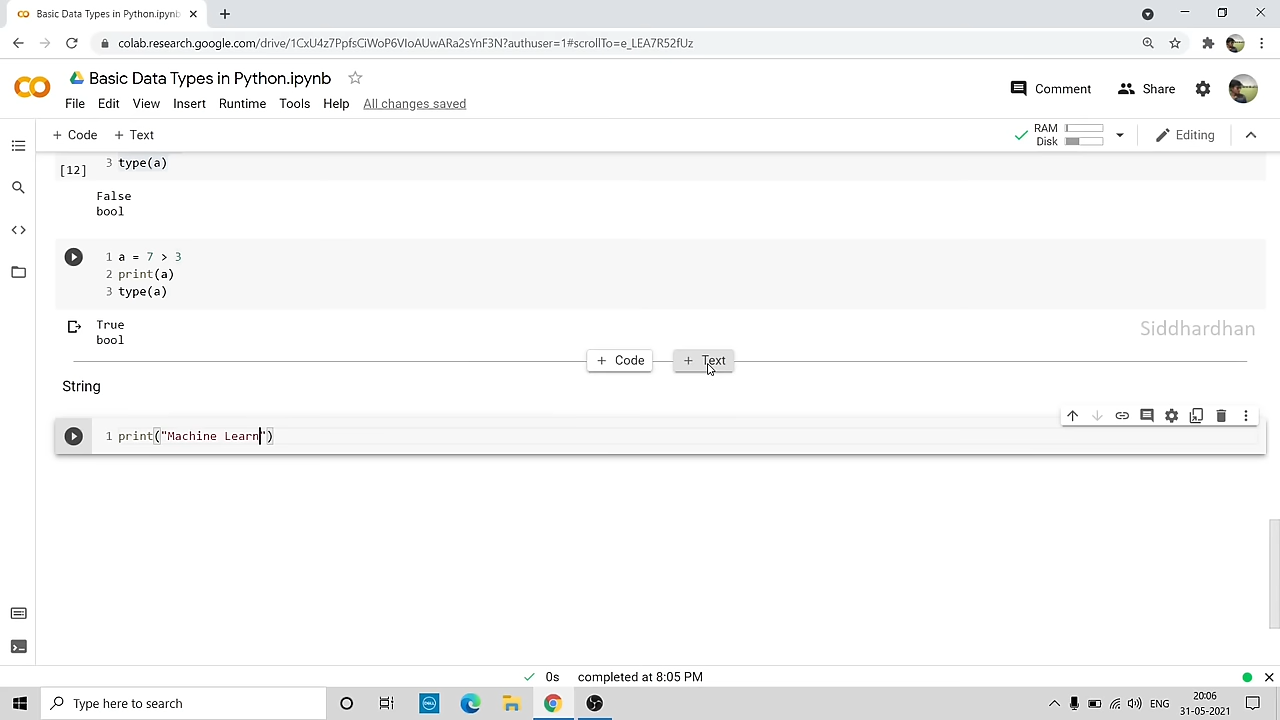 Basic Data Types in Python.ipynb
colab.research.google.com/drive/1CxU4z7PpfsCiWoP6VIoAUwARa2sYnF3N?authuser=1#scrollTo=e_LEA7R52fUz
Basic Data Types in Python.ipynb
File Edit View Insert Runtime Tools Help All changes saved
Comment
Share
+ Code + Text
RAM
Disk
Editing
3 type(a)
[12]
False
bool
1 a = 7 > 3
2 print(a)
3 type(a)
True
bool
Siddhardhan
+ Code
+ Text
String
1 print("Machine Learn")
0s completed at 8:05 PM
Type here to search
DELL
ENG
20:06
31-05-2021